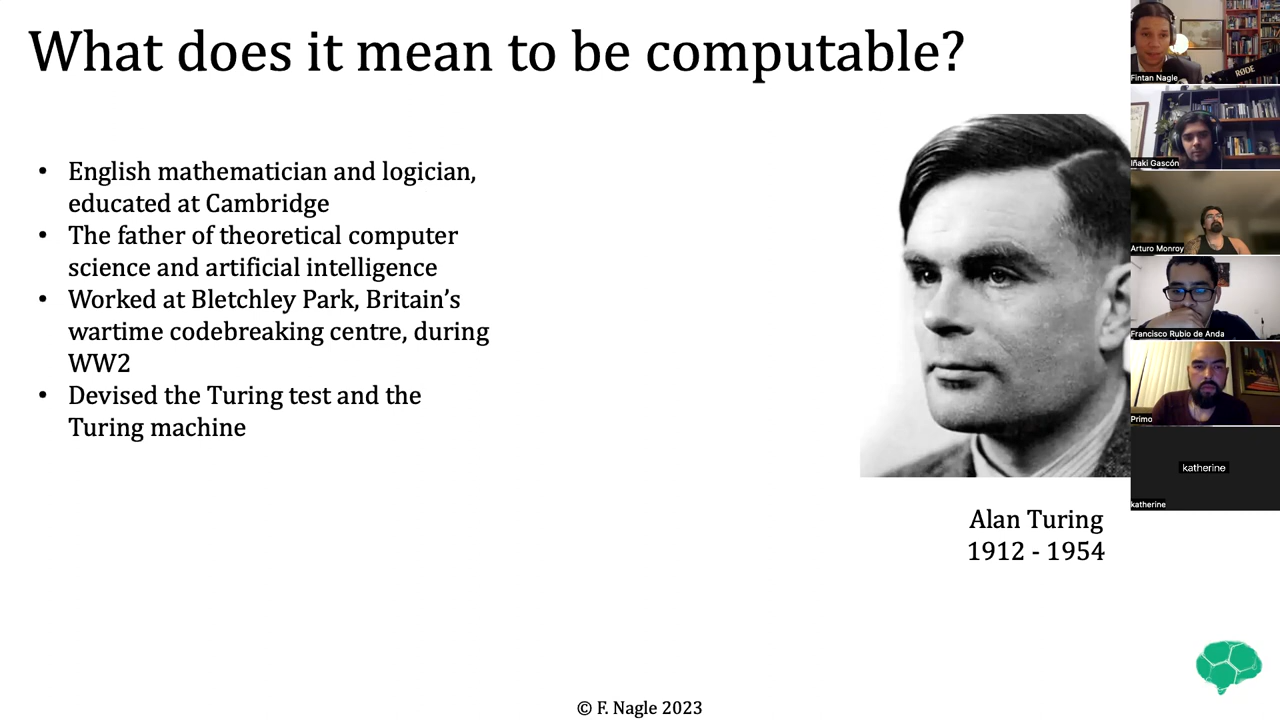 What does it mean to be computable?
• English mathematician and logician,
educated at Cambridge
• The father of theoretical computer
science and artificial intelligence
• Worked at Bletchley Park, Britain’s
wartime codebreaking centre, during
WW2
• Devised the Turing test and the
Turing machine
Alan Turing
1912 - 1954
© F. Nagle 2023
RØDE
Fintan Nagle
Iñaki Gascón
Arturo Monroy
Francisco Rubio de Anda
Primo
katherine
katherine